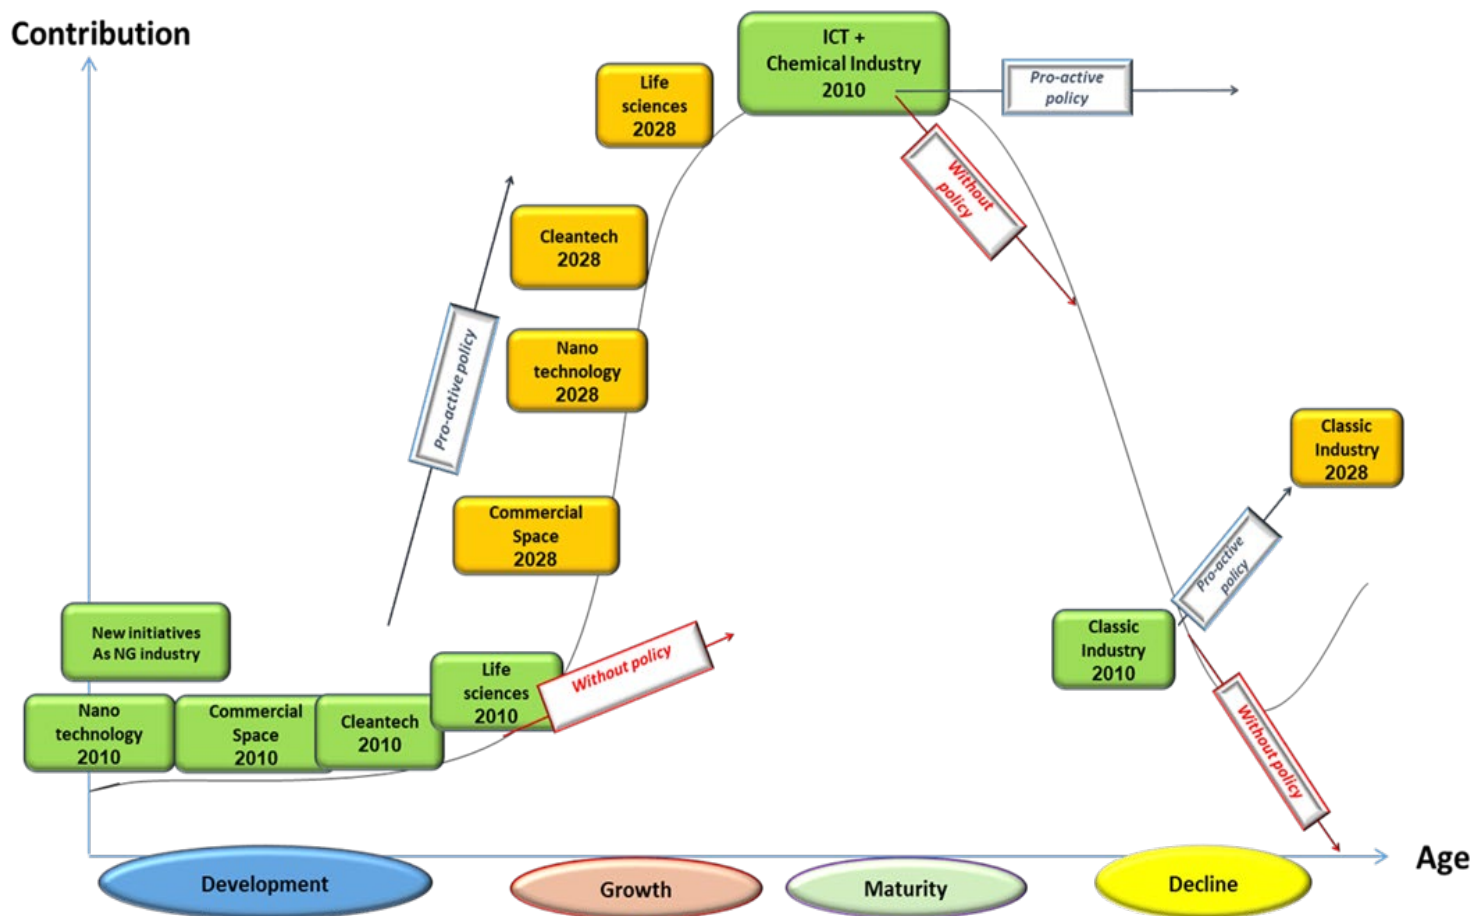 Contribution
ICT +
Chemical Industry
2010
Pro-active
policy
Life
sciences
2028
Without
policy
Cleantech
2028
Pro-active policy
Nano
technology
2028
Classic
Industry
2028
Commercial
Space
2028
Pro-active
policy
New initiatives
As NG industry
Classic
Industry
2010
Life
sciences
2010
Without policy
Nano
technology
2010
Commercial
Space
2010
Cleantech
2010
Without policy
Age
Development
Growth
Maturity
Decline